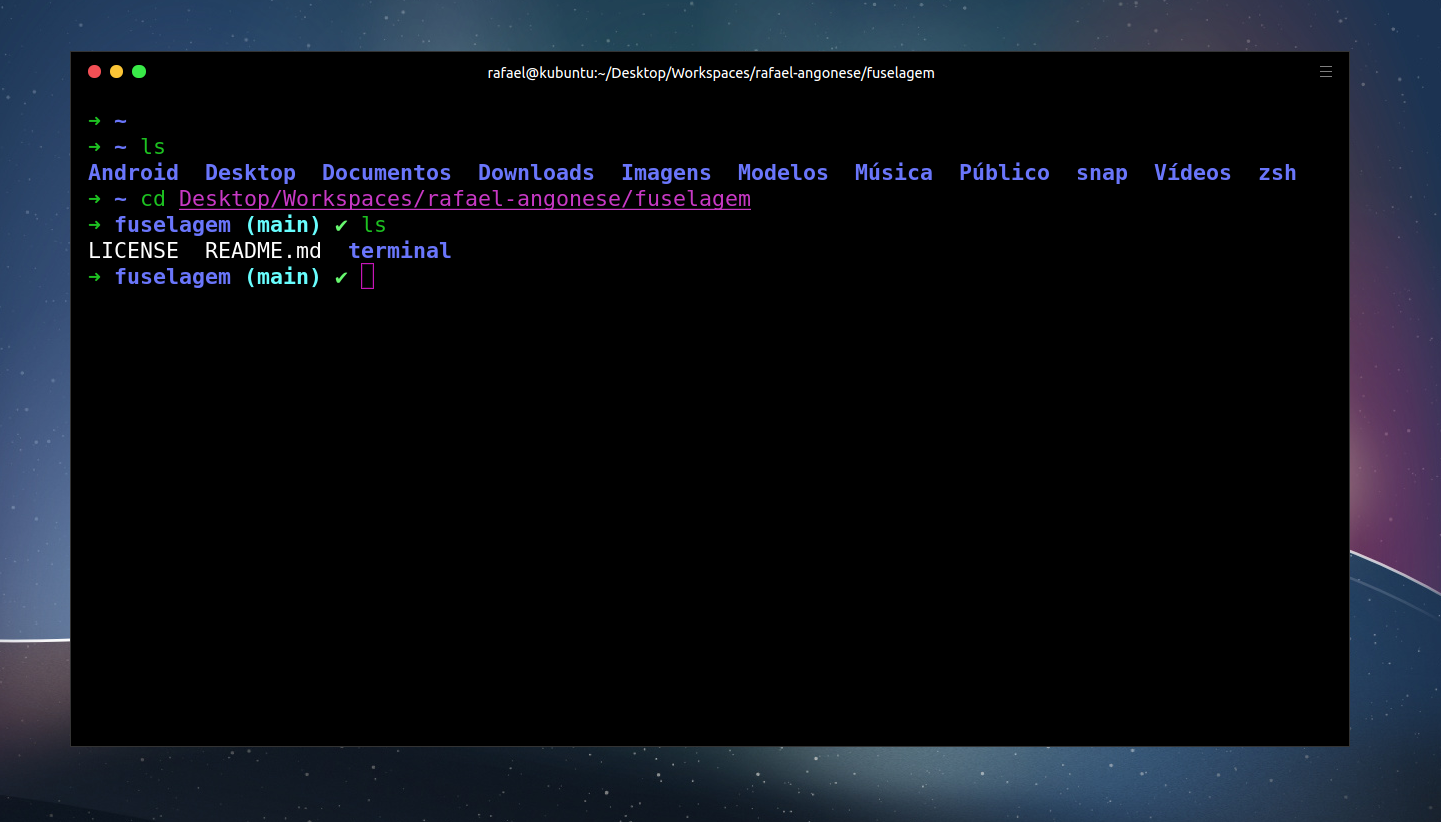 rafael@kubuntu:~/Desktop/Workspaces/rafael-angonese/fuselagem
➜ ~
➜ ~ ls
Android Desktop Documentos Downloads Imagens Modelos Música Público snap Vídeos zsh
➜ ~ cd Desktop/Workspaces/rafael-angonese/fuselagem
➜ fuselagem (main) ✔ ls
LICENSE README.md terminal
➜ fuselagem (main) ✔